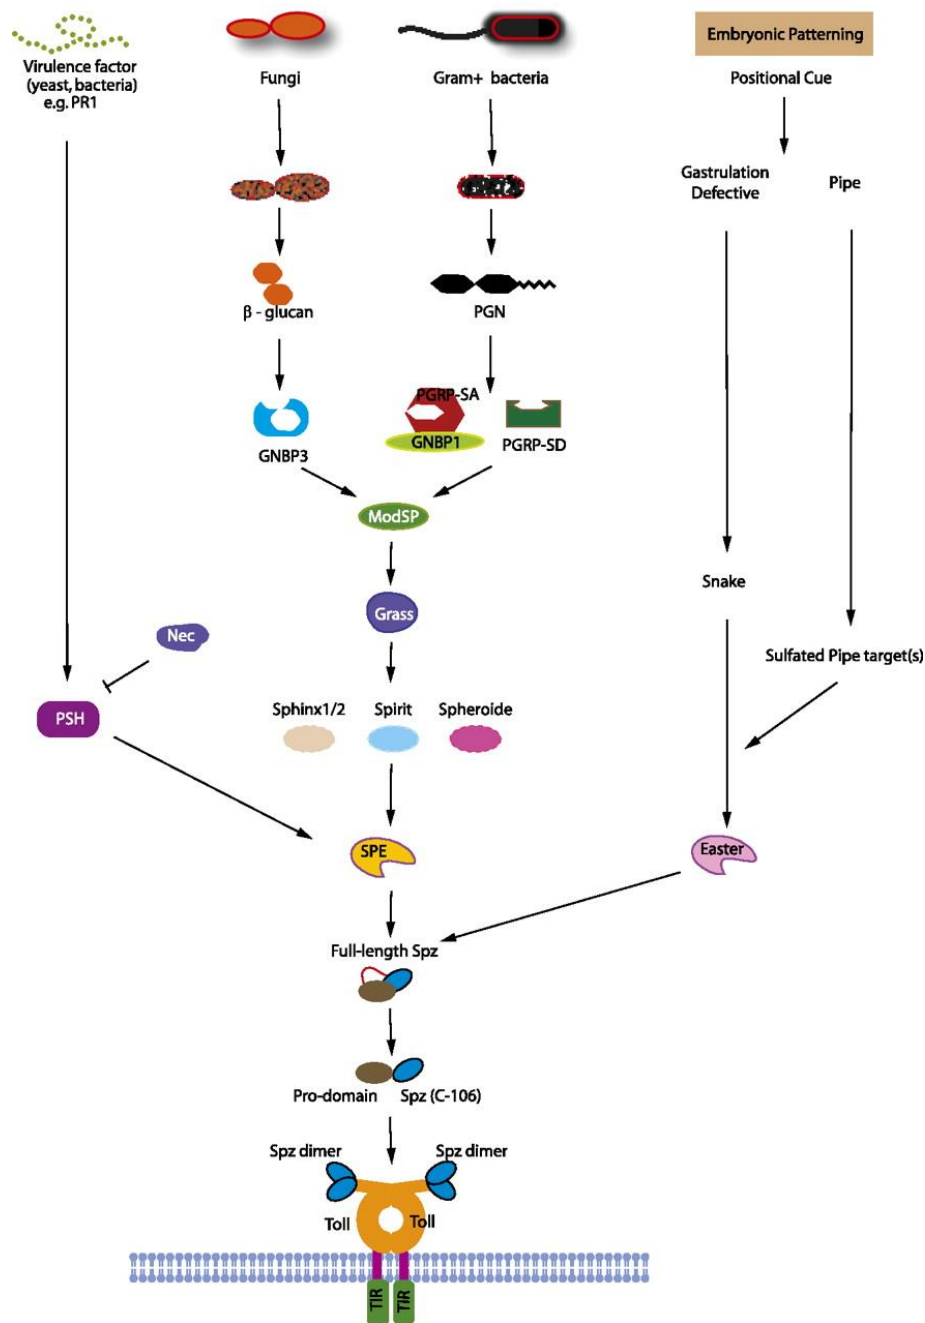 Virulence factor
(yeast, bacteria)
e.g. PR1
Fungi
Gram+ bacteria
Embryonic Patterning
Positional Cue
Gastrulation
Defective
Pipe
β - glucan
PGN
PGRP-SA
GNBP1
GNBP3
PGRP-SD
ModSP
Grass
Snake
Nec
Sulfated Pipe target(s)
PSH
Sphinx1/2
Spirit
Spheroide
SPE
Easter
Full-length Spz
Pro-domain
Spz (C-106)
Spz dimer
Spz dimer
Toll
Toll
TIR
TIR